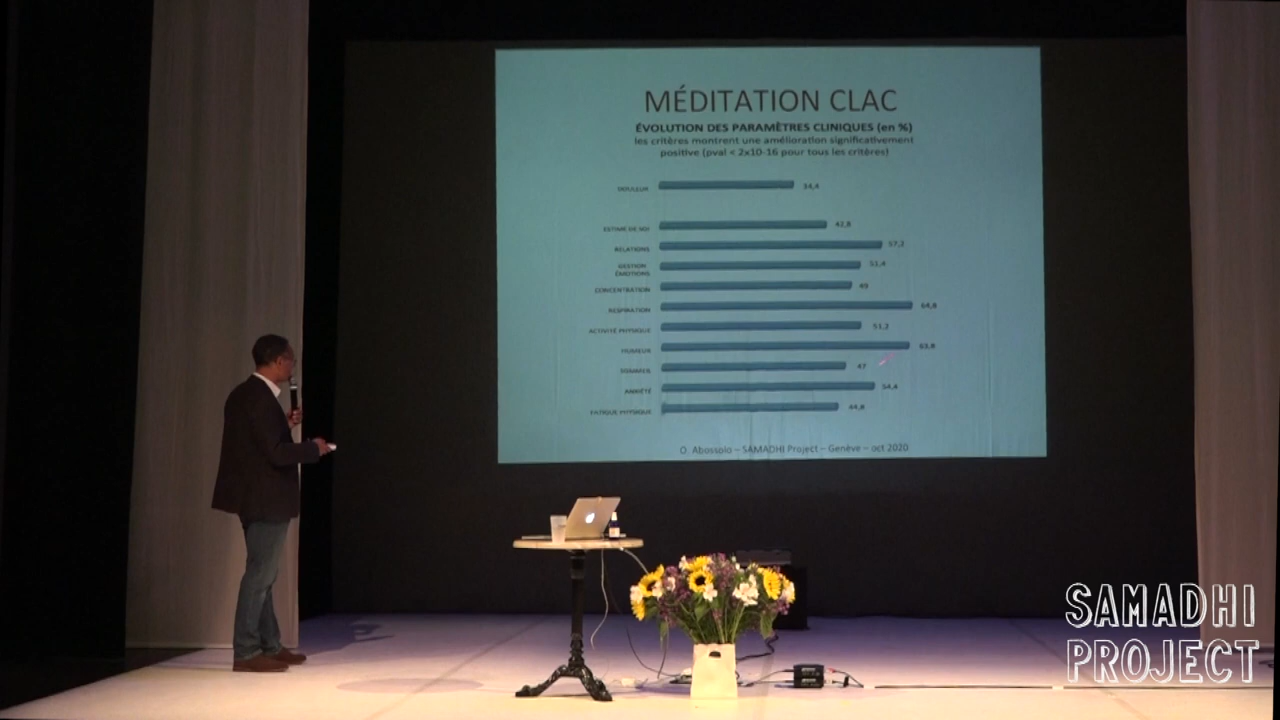 MÉDITATION CLAC
ÉVOLUTION DES PARAMÈTRES CLINIQUES (en %)
les critères montrent une amélioration significativement
positive (pval < 2x10-16 pour tous les critères)
DOULEUR 34,4
ESTIME DE SOI 42,8
RELATIONS 57,2
GESTION
ÉMOTIONS 51,4
CONCENTRATION 49
RESPIRATION 64,8
ACTIVITÉ PHYSIQUE 51,2
HUMEUR 63,8
SOMMEIL 47
ANXIÉTÉ 54,4
FATIGUE PHYSIQUE 44,8
O. Abossolo – SAMADHI Project – Genève – oct 2020
SAMADHI
PROJECT